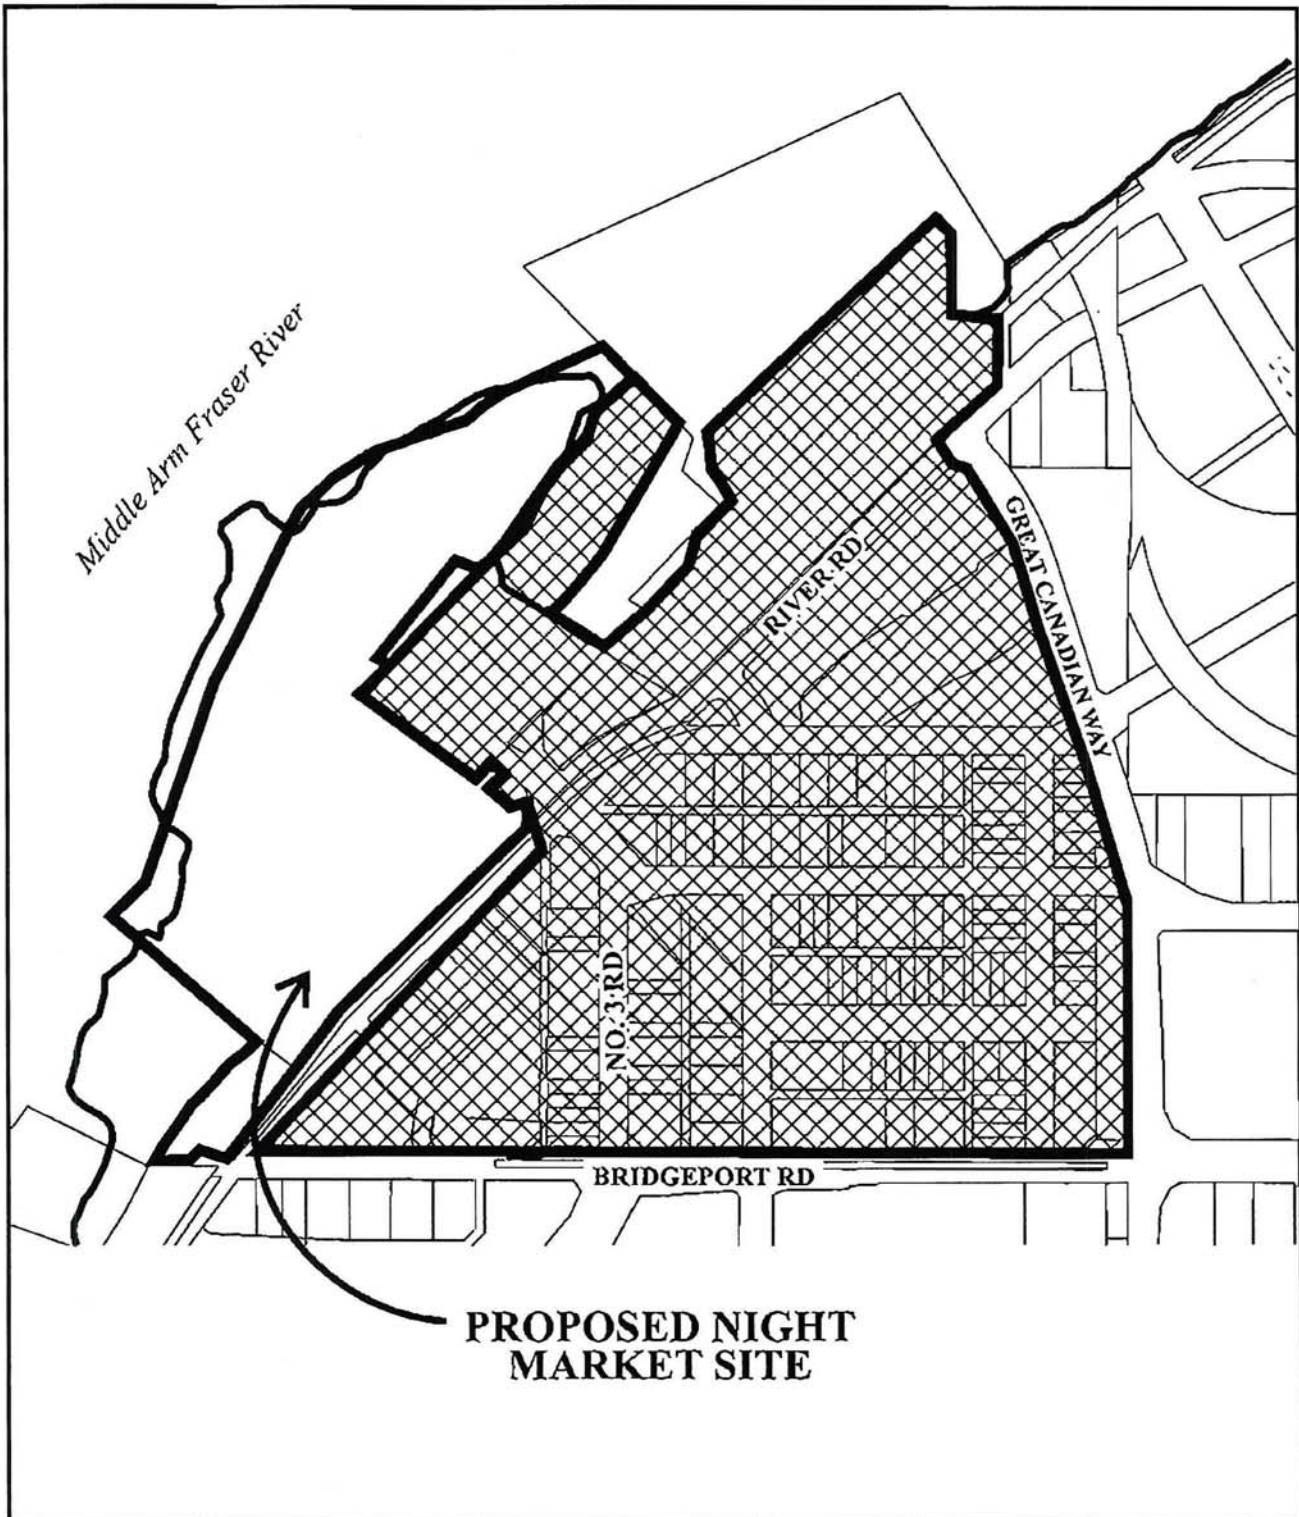 Middle Arm Fraser River
RIVER RD
GREAT CANADIAN WAY
NO. 3 RD
BRIDGEPORT RD
PROPOSED NIGHT
MARKET SITE